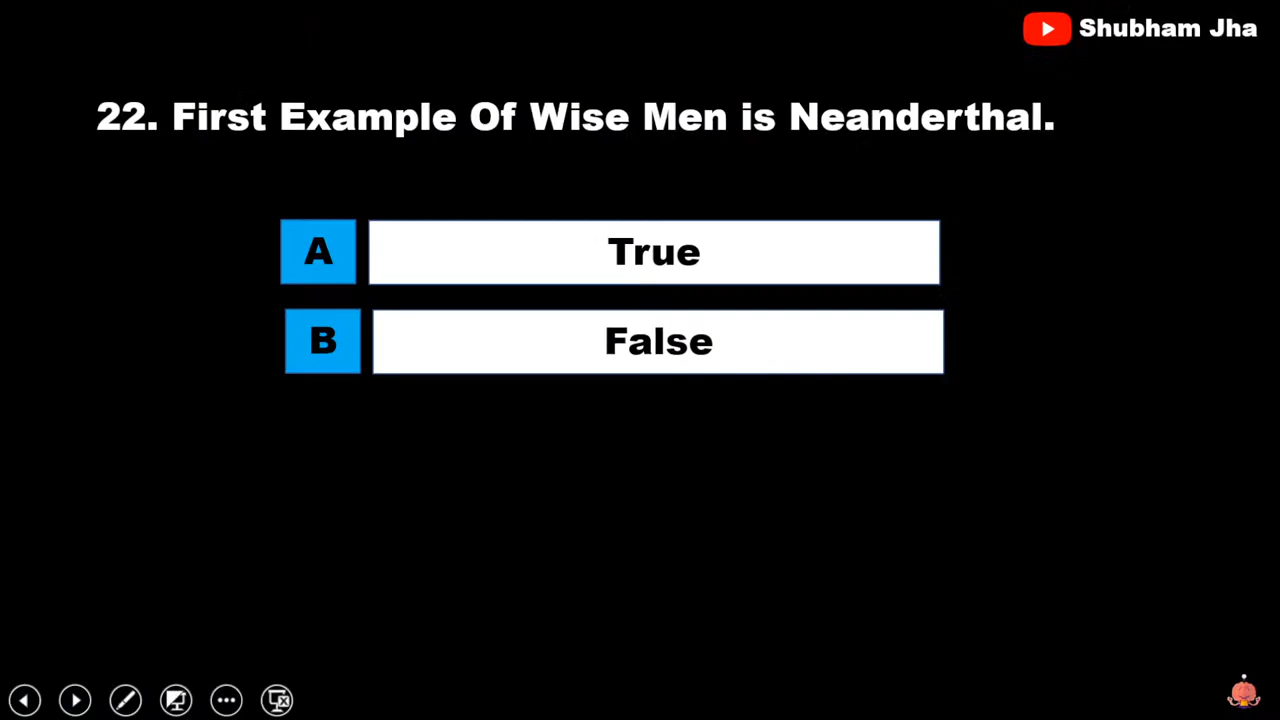 Shubham Jha
22. First Example Of Wise Men is Neanderthal.
A True
B False